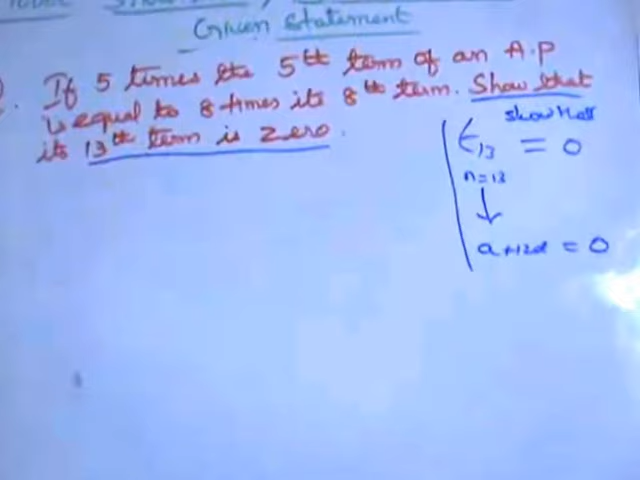 Given Statement
If 5 times the 5th term of an A.P
is equal to 8 times its 8th term. Show that
its 13th term is zero.
show that
t13 = 0
n=13
a+12d = 0